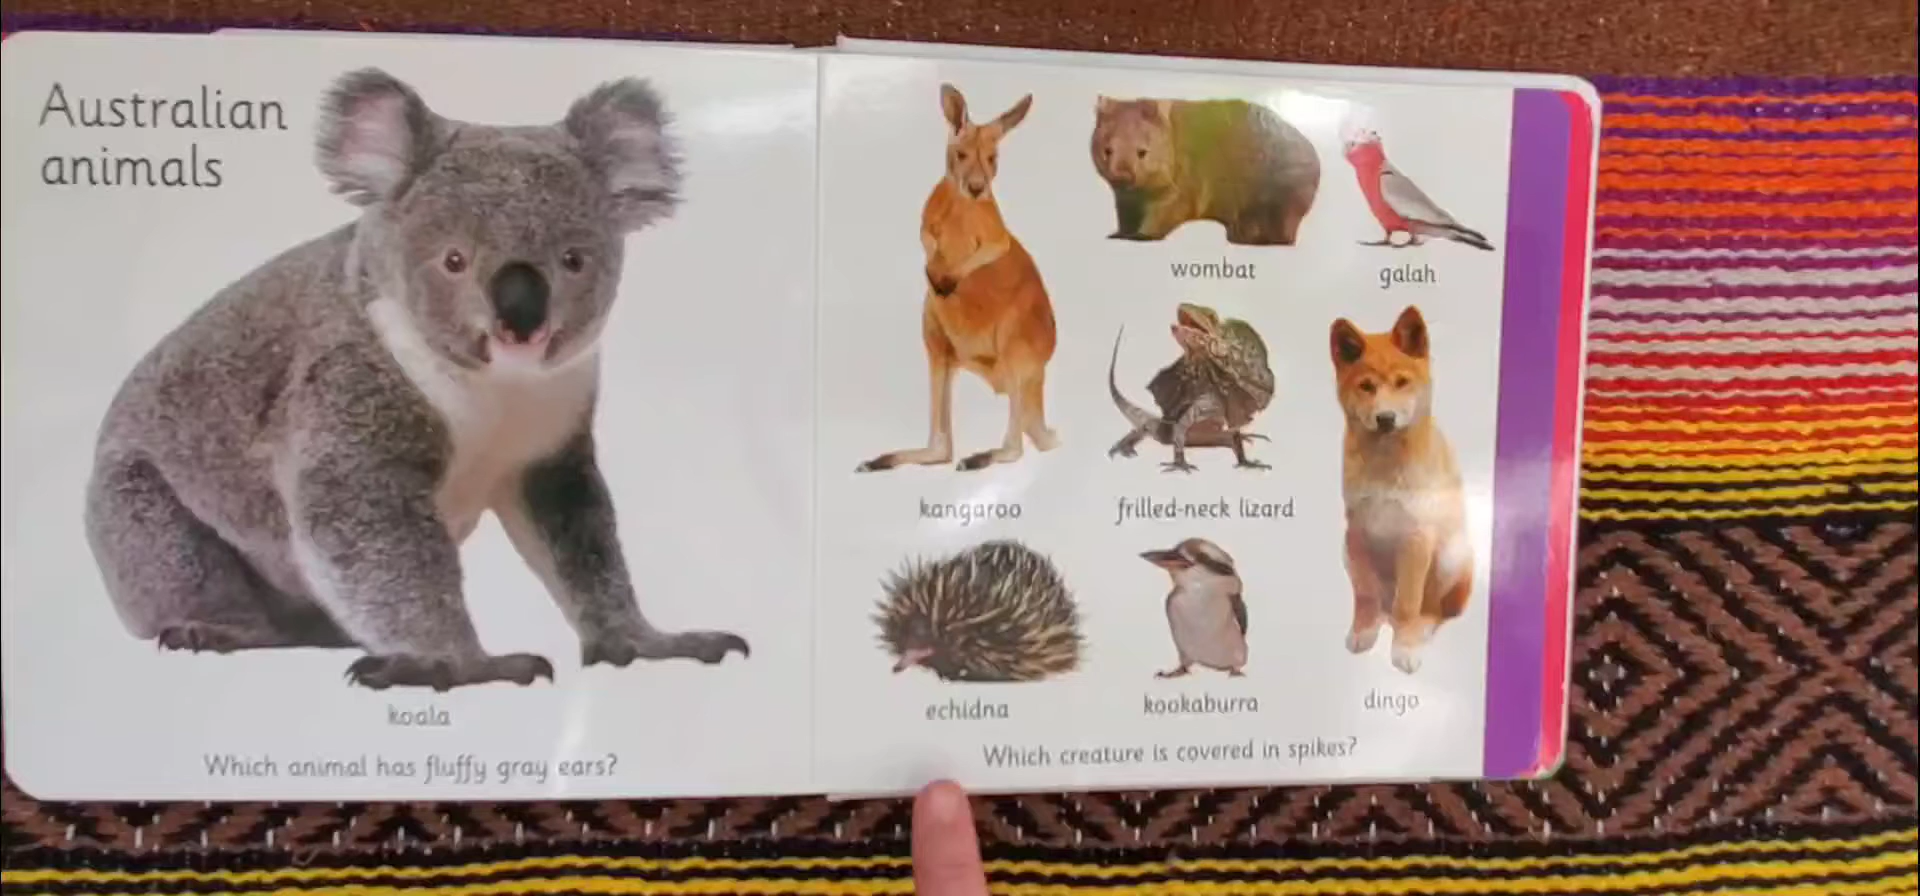 Australian
animals
koala
Which animal has fluffy gray ears?
wombat
galah
kangaroo
frilled-neck lizard
echidna
kookaburra
dingo
Which creature is covered in spikes?